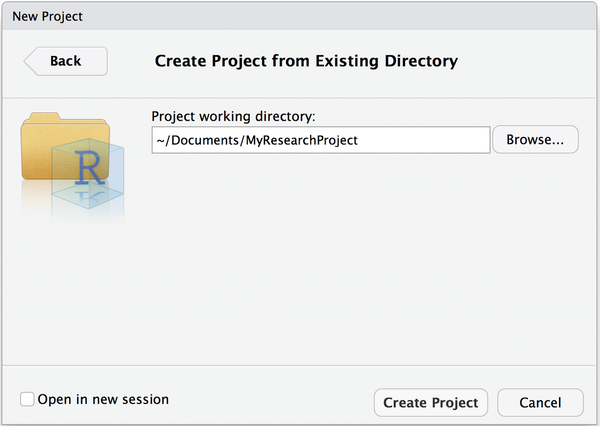 New Project
Back
Create Project from Existing Directory
Project working directory:
~/Documents/MyResearchProject
Browse...
R
Open in new session
Create Project
Cancel